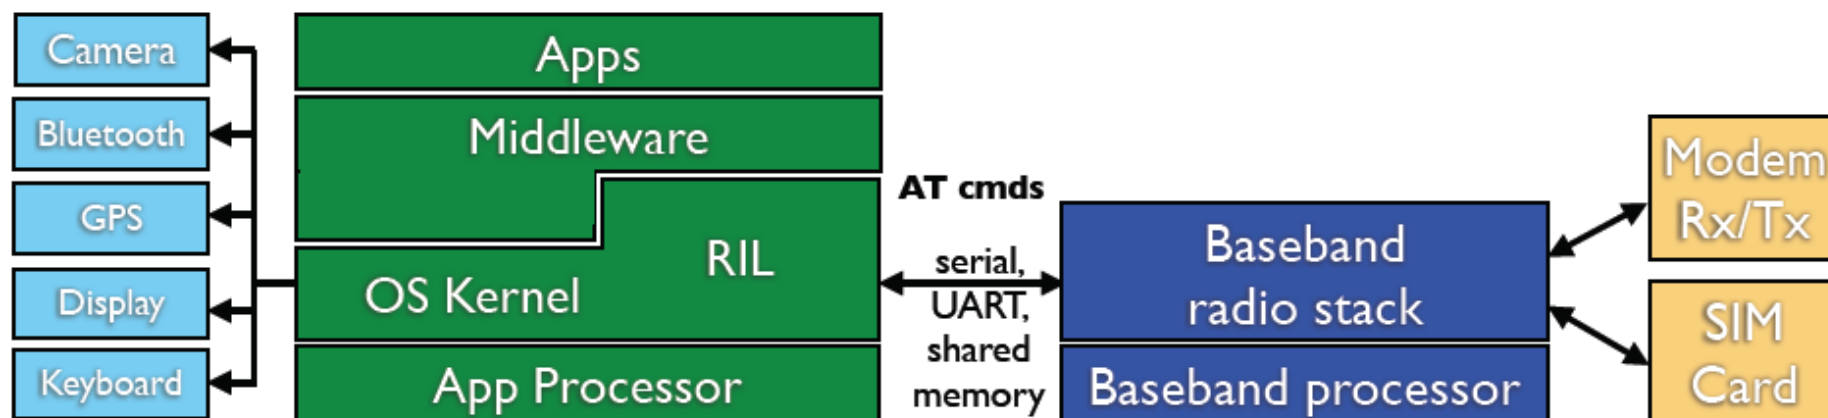 Camera
Bluetooth
GPS
Display
Keyboard
Apps
Middleware
RIL
OS Kernel
App Processor
AT cmds
serial,
UART,
shared
memory
Baseband
radio stack
Baseband processor
Modem
Rx/Tx
SIM
Card